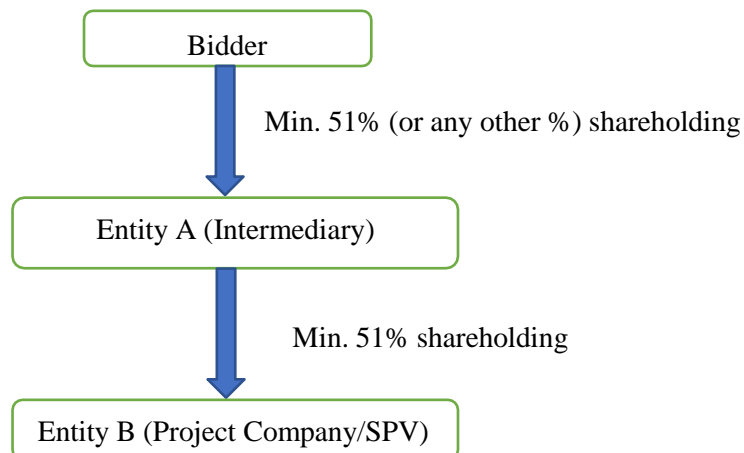 Bidder
Min. 51% (or any other %) shareholding
Entity A (Intermediary)
Min. 51% shareholding
Entity B (Project Company/SPV)